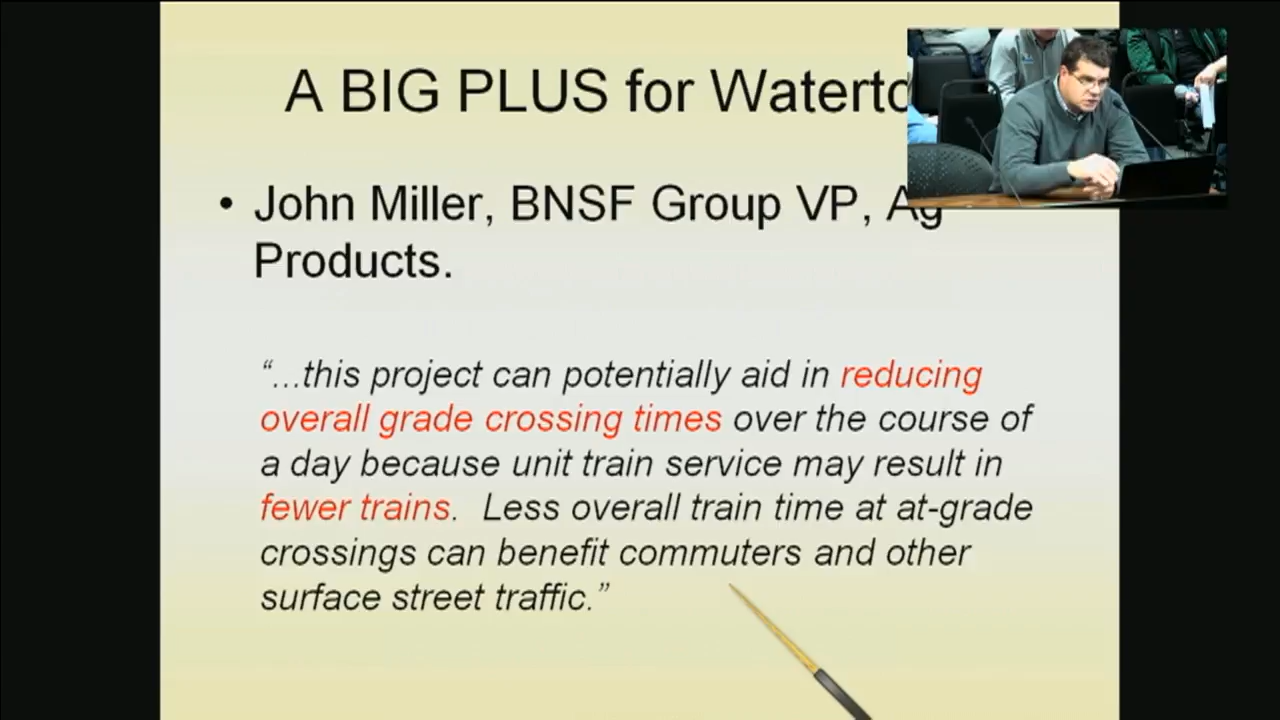 A BIG PLUS for Waterto
• John Miller, BNSF Group VP, Ag
Products.
“...this project can potentially aid in reducing
overall grade crossing times over the course of
a day because unit train service may result in
fewer trains.  Less overall train time at at-grade
crossings can benefit commuters and other
surface street traffic.”